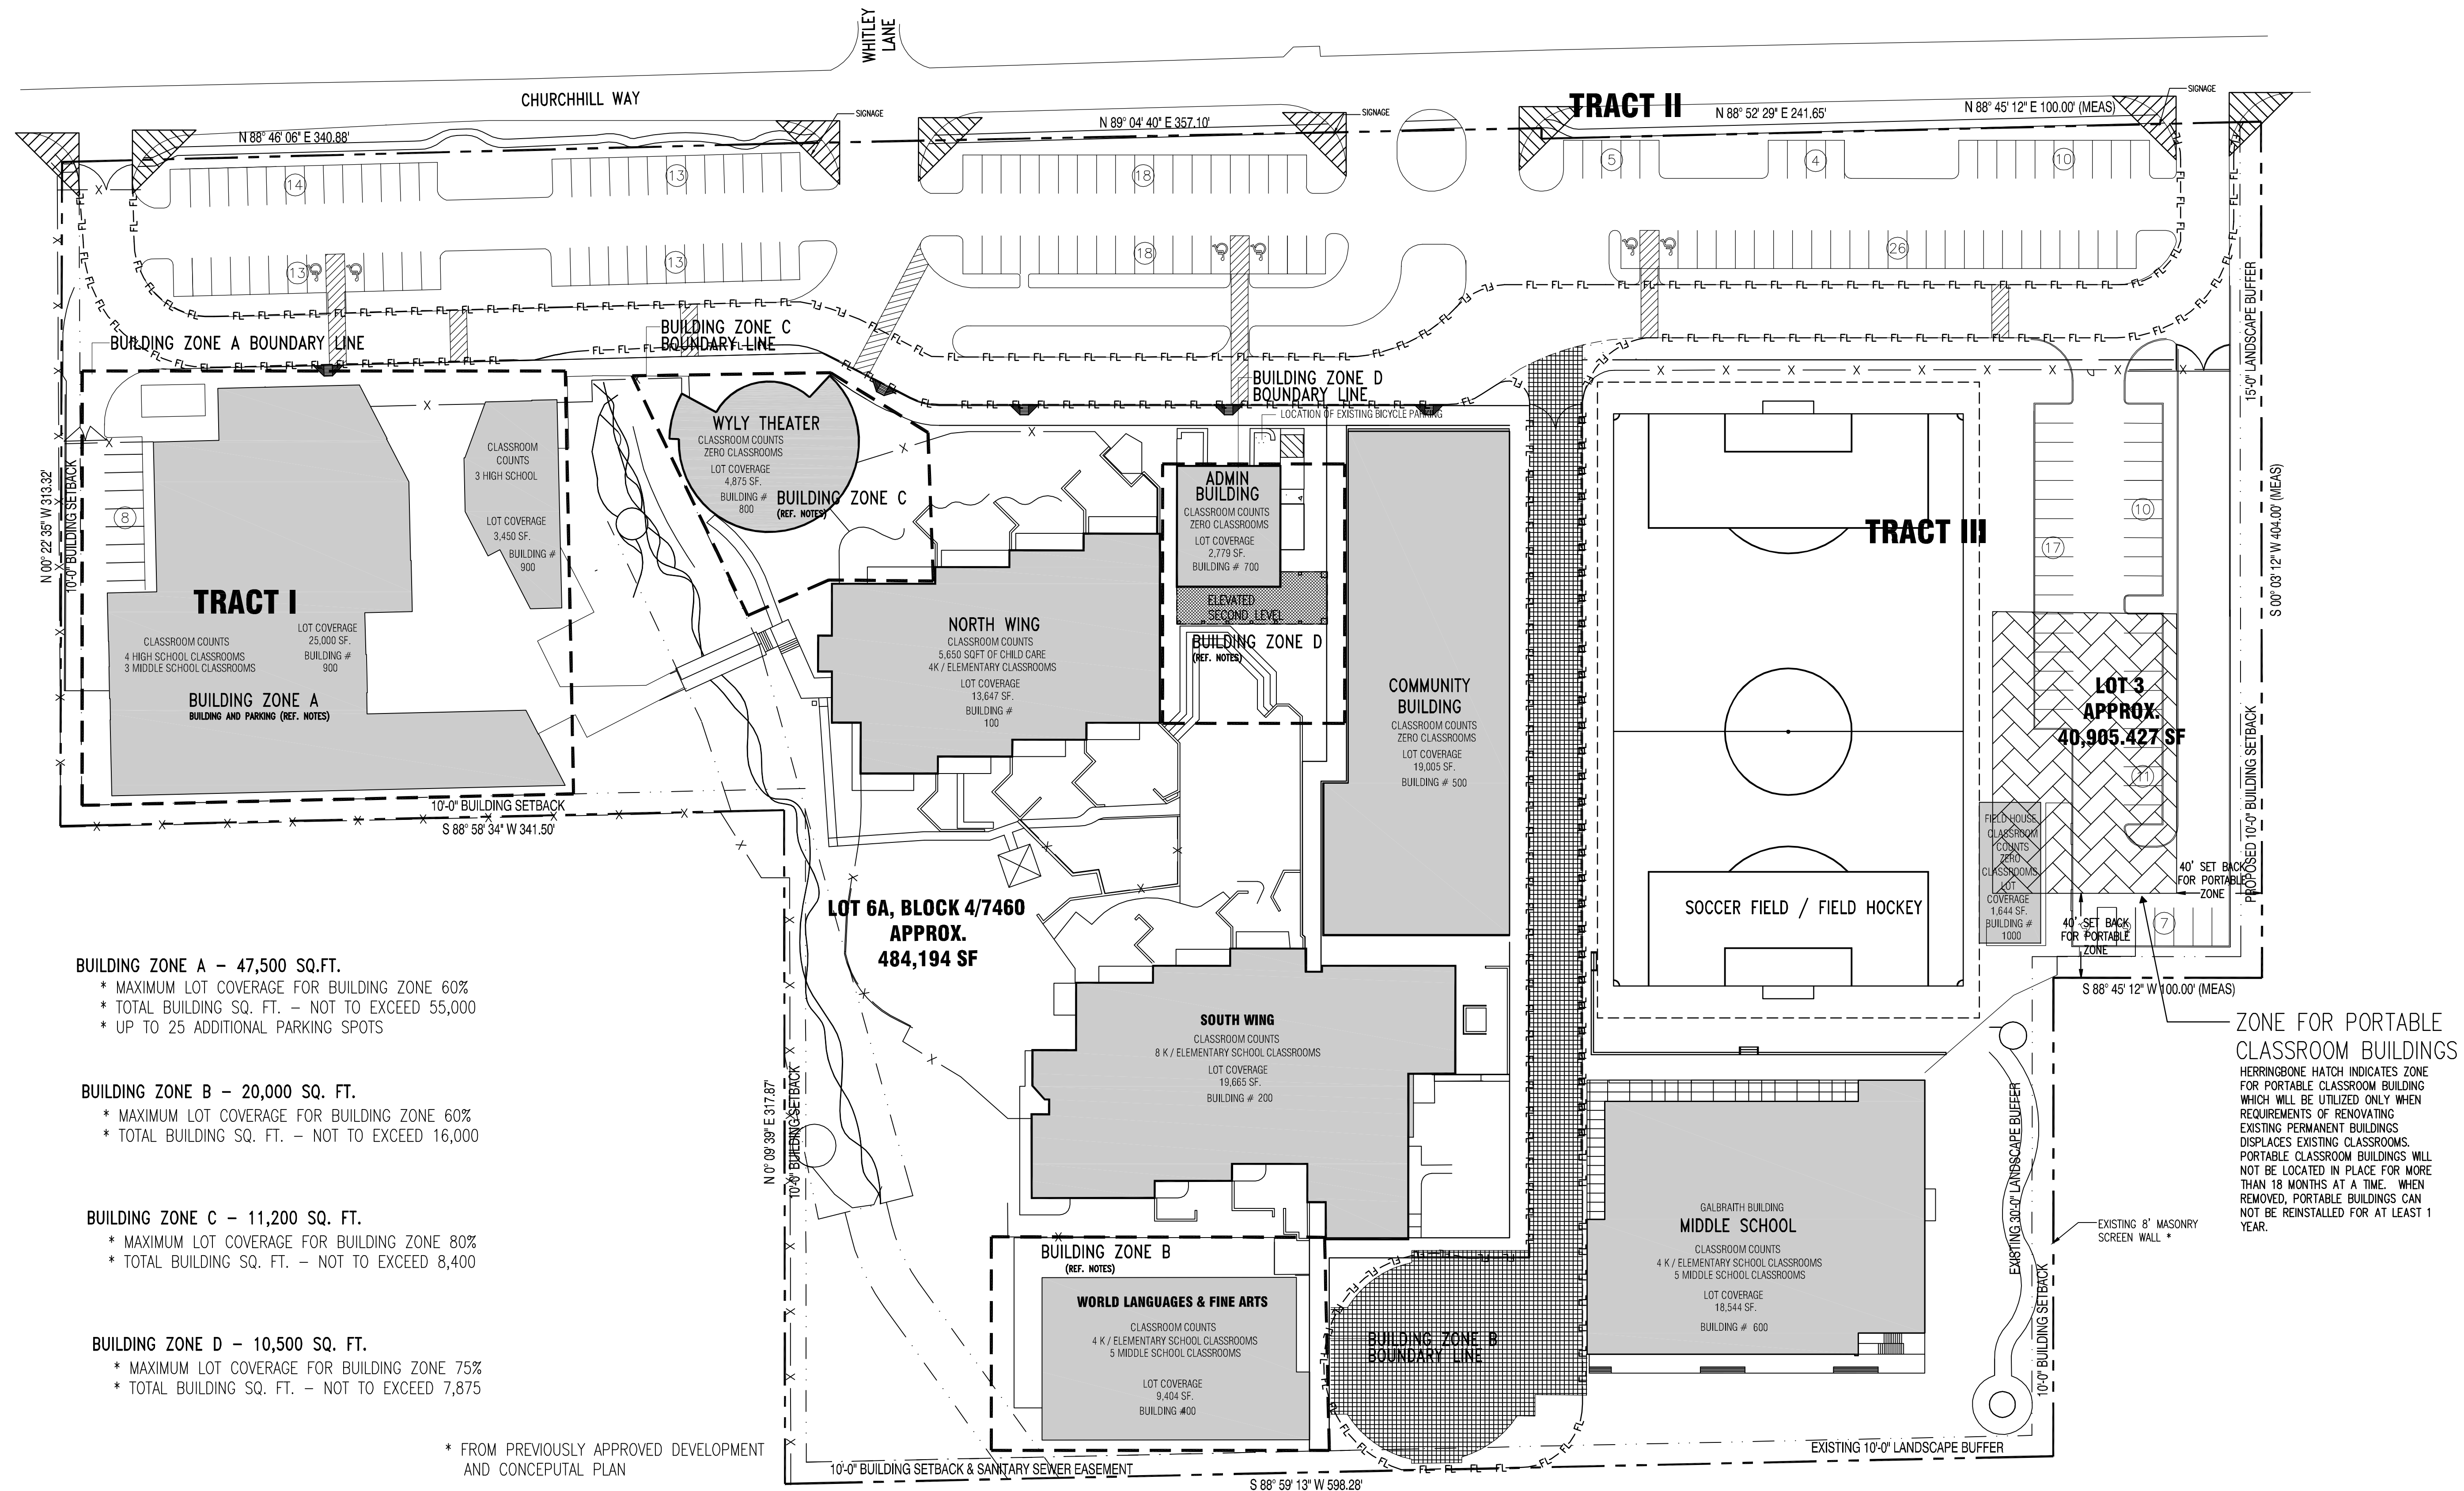 WHITLEY
LANE
CHURCHHILL WAY
SIGNAGE
SIGNAGE
SIGNAGE
TRACT II
N 88° 46' 06" E 340.88'
N 89° 04' 40" E 357.10'
N 88° 52' 29" E 241.65'
N 88° 45' 12" E 100.00' (MEAS)
14
13
18
5
4
10
13
13
18
26
15'-0" LANDSCAPE BUFFER
BUILDING ZONE A BOUNDARY LINE
BUILDING ZONE C
BOUNDARY LINE
BUILDING ZONE D
BOUNDARY LINE
LOCATION OF EXISTING BICYCLE PARKING
N 00° 22' 35" W 313.32'
10'-0" BUILDING SETBACK
8
CLASSROOM
COUNTS
3 HIGH SCHOOL
LOT COVERAGE
3,450 SF.
BUILDING #
900
TRACT I
CLASSROOM COUNTS
4 HIGH SCHOOL CLASSROOMS
3 MIDDLE SCHOOL CLASSROOMS
LOT COVERAGE
25,000 SF.
BUILDING #
900
BUILDING ZONE A
BUILDING AND PARKING (REF. NOTES)
10'-0" BUILDING SETBACK
S 88° 58' 34" W 341.50'
WYLY THEATER
CLASSROOM COUNTS
ZERO CLASSROOMS
LOT COVERAGE
4,875 SF.
BUILDING #
800
BUILDING ZONE C
(REF. NOTES)
NORTH WING
CLASSROOM COUNTS
5,650 SQFT OF CHILD CARE
4K / ELEMENTARY CLASSROOMS
LOT COVERAGE
13,647 SF.
BUILDING #
100
ADMIN
BUILDING
CLASSROOM COUNTS
ZERO CLASSROOMS
LOT COVERAGE
2,779 SF.
BUILDING # 700
ELEVATED
SECOND LEVEL
BUILDING ZONE D
(REF. NOTES)
COMMUNITY
BUILDING
CLASSROOM COUNTS
ZERO CLASSROOMS
LOT COVERAGE
19,005 SF.
BUILDING # 500
TRACT III
SOCCER FIELD / FIELD HOCKEY
17
10
S 00° 03' 12" W 404.00' (MEAS)
LOT 3
APPROX.
40,905.427 SF
11
PROPOSED 10'-0" BUILDING SETBACK
FIELD HOUSE
CLASSROOM
COUNTS
ZERO
CLASSROOMS
LOT
COVERAGE
1,644 SF.
BUILDING #
1000
40' SET BACK
FOR PORTABLE
ZONE
40' SET BACK
FOR PORTABLE
ZONE
7
S 88° 45' 12" W 100.00' (MEAS)
ZONE FOR PORTABLE
CLASSROOM BUILDINGS
HERRINGBONE HATCH INDICATES ZONE
FOR PORTABLE CLASSROOM BUILDING
WHICH WILL BE UTILIZED ONLY WHEN
REQUIREMENTS OF RENOVATING
EXISTING PERMANENT BUILDINGS
DISPLACES EXISTING CLASSROOMS.
PORTABLE CLASSROOM BUILDINGS WILL
NOT BE LOCATED IN PLACE FOR MORE
THAN 18 MONTHS AT A TIME. WHEN
REMOVED, PORTABLE BUILDINGS CAN
NOT BE REINSTALLED FOR AT LEAST 1
YEAR.
LOT 6A, BLOCK 4/7460
APPROX.
484,194 SF
SOUTH WING
CLASSROOM COUNTS
8 K / ELEMENTARY SCHOOL CLASSROOMS
LOT COVERAGE
19,665 SF.
BUILDING # 200
N 0° 09' 39" E 317.87'
10'-0" BUILDING SETBACK
BUILDING ZONE B
(REF. NOTES)
WORLD LANGUAGES & FINE ARTS
CLASSROOM COUNTS
4 K / ELEMENTARY SCHOOL CLASSROOMS
5 MIDDLE SCHOOL CLASSROOMS
LOT COVERAGE
9,404 SF.
BUILDING #400
BUILDING ZONE B
BOUNDARY LINE
GALBRAITH BUILDING
MIDDLE SCHOOL
CLASSROOM COUNTS
4 K / ELEMENTARY SCHOOL CLASSROOMS
5 MIDDLE SCHOOL CLASSROOMS
LOT COVERAGE
18,544 SF.
BUILDING # 600
EXISTING 30'-0" LANDSCAPE BUFFER
EXISTING 8' MASONRY
SCREEN WALL *
10'-0" BUILDING SETBACK
EXISTING 10'-0" LANDSCAPE BUFFER
10'-0" BUILDING SETBACK & SANITARY SEWER EASEMENT
S 88° 59' 13" W 598.28'
BUILDING ZONE A – 47,500 SQ.FT.
* MAXIMUM LOT COVERAGE FOR BUILDING ZONE 60%
* TOTAL BUILDING SQ. FT. – NOT TO EXCEED 55,000
* UP TO 25 ADDITIONAL PARKING SPOTS
BUILDING ZONE B – 20,000 SQ. FT.
* MAXIMUM LOT COVERAGE FOR BUILDING ZONE 60%
* TOTAL BUILDING SQ. FT. – NOT TO EXCEED 16,000
BUILDING ZONE C – 11,200 SQ. FT.
* MAXIMUM LOT COVERAGE FOR BUILDING ZONE 80%
* TOTAL BUILDING SQ. FT. – NOT TO EXCEED 8,400
BUILDING ZONE D – 10,500 SQ. FT.
* MAXIMUM LOT COVERAGE FOR BUILDING ZONE 75%
* TOTAL BUILDING SQ. FT. – NOT TO EXCEED 7,875
* FROM PREVIOUSLY APPROVED DEVELOPMENT
AND CONCEPUTAL PLAN